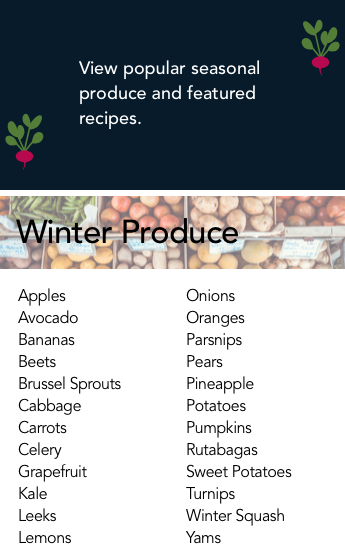 View popular seasonal
produce and featured
recipes.
Winter Produce
Apples
Avocado
Bananas
Beets
Brussel Sprouts
Cabbage
Carrots
Celery
Grapefruit
Kale
Leeks
Lemons
Onions
Oranges
Parsnips
Pears
Pineapple
Potatoes
Pumpkins
Rutabagas
Sweet Potatoes
Turnips
Winter Squash
Yams